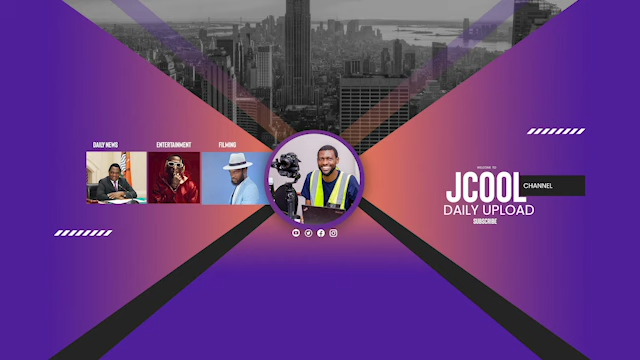 DAILY NEWS
ENTERTAINMENT
FILMING
WELCOME TO
JCOOL
CHANNEL
DAILY UPLOAD
SUBSCRIBE